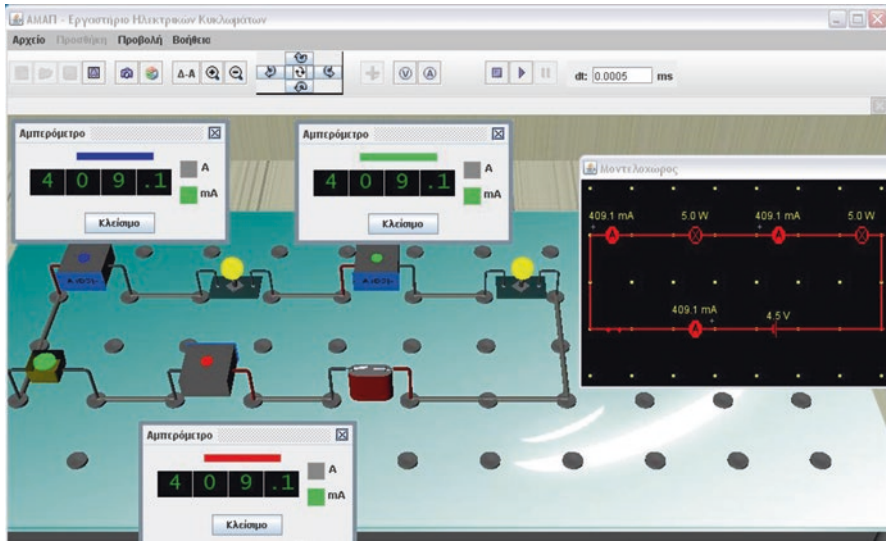 ΑΜΑΠ - Εργαστήριο Ηλεκτρικών Κυκλωμάτων
Αρχείο Προσθήκη Προβολή Βοήθεια
Δ-Α V A dt: 0.0005 ms
Αμπερόμετρο
4 0 9 .1
A
mA
Κλείσιμο
Αμπερόμετρο
4 0 9 .1
A
mA
Κλείσιμο
Μοντελοχωρος
409.1 mA 5.0 W 409.1 mA 5.0 W
A A
409.1 mA 4.5 V
A
Αμπερόμετρο
4 0 9 .1
A
mA
Κλείσιμο